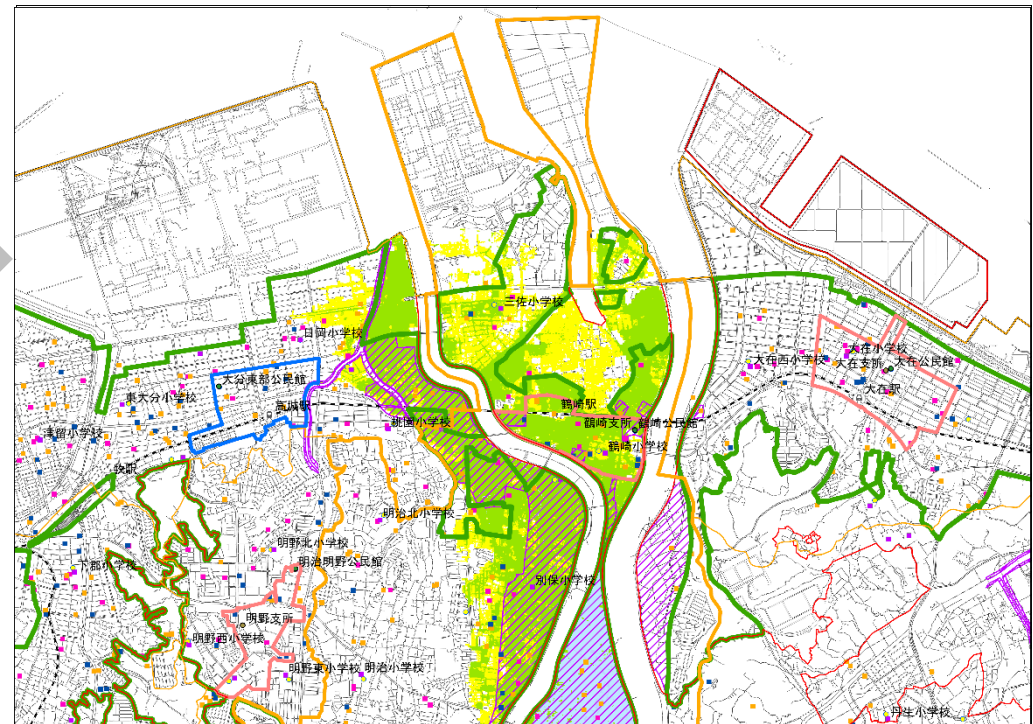 三佐小学校
日岡小学校
大在西小学校
大在小学校
大在支所
大在公民館
大分東部公民館
東大分小学校
大在駅
鶴崎駅
高城駅
桃園小学校
鶴崎支所
鶴崎公民館
津留小学校
鶴崎小学校
牧駅
明治北小学校
明野北小学校
明治明野公民館
下郡小学校
別保小学校
明野支所
明野西小学校
明野東小学校
明治小学校
丹生小学校